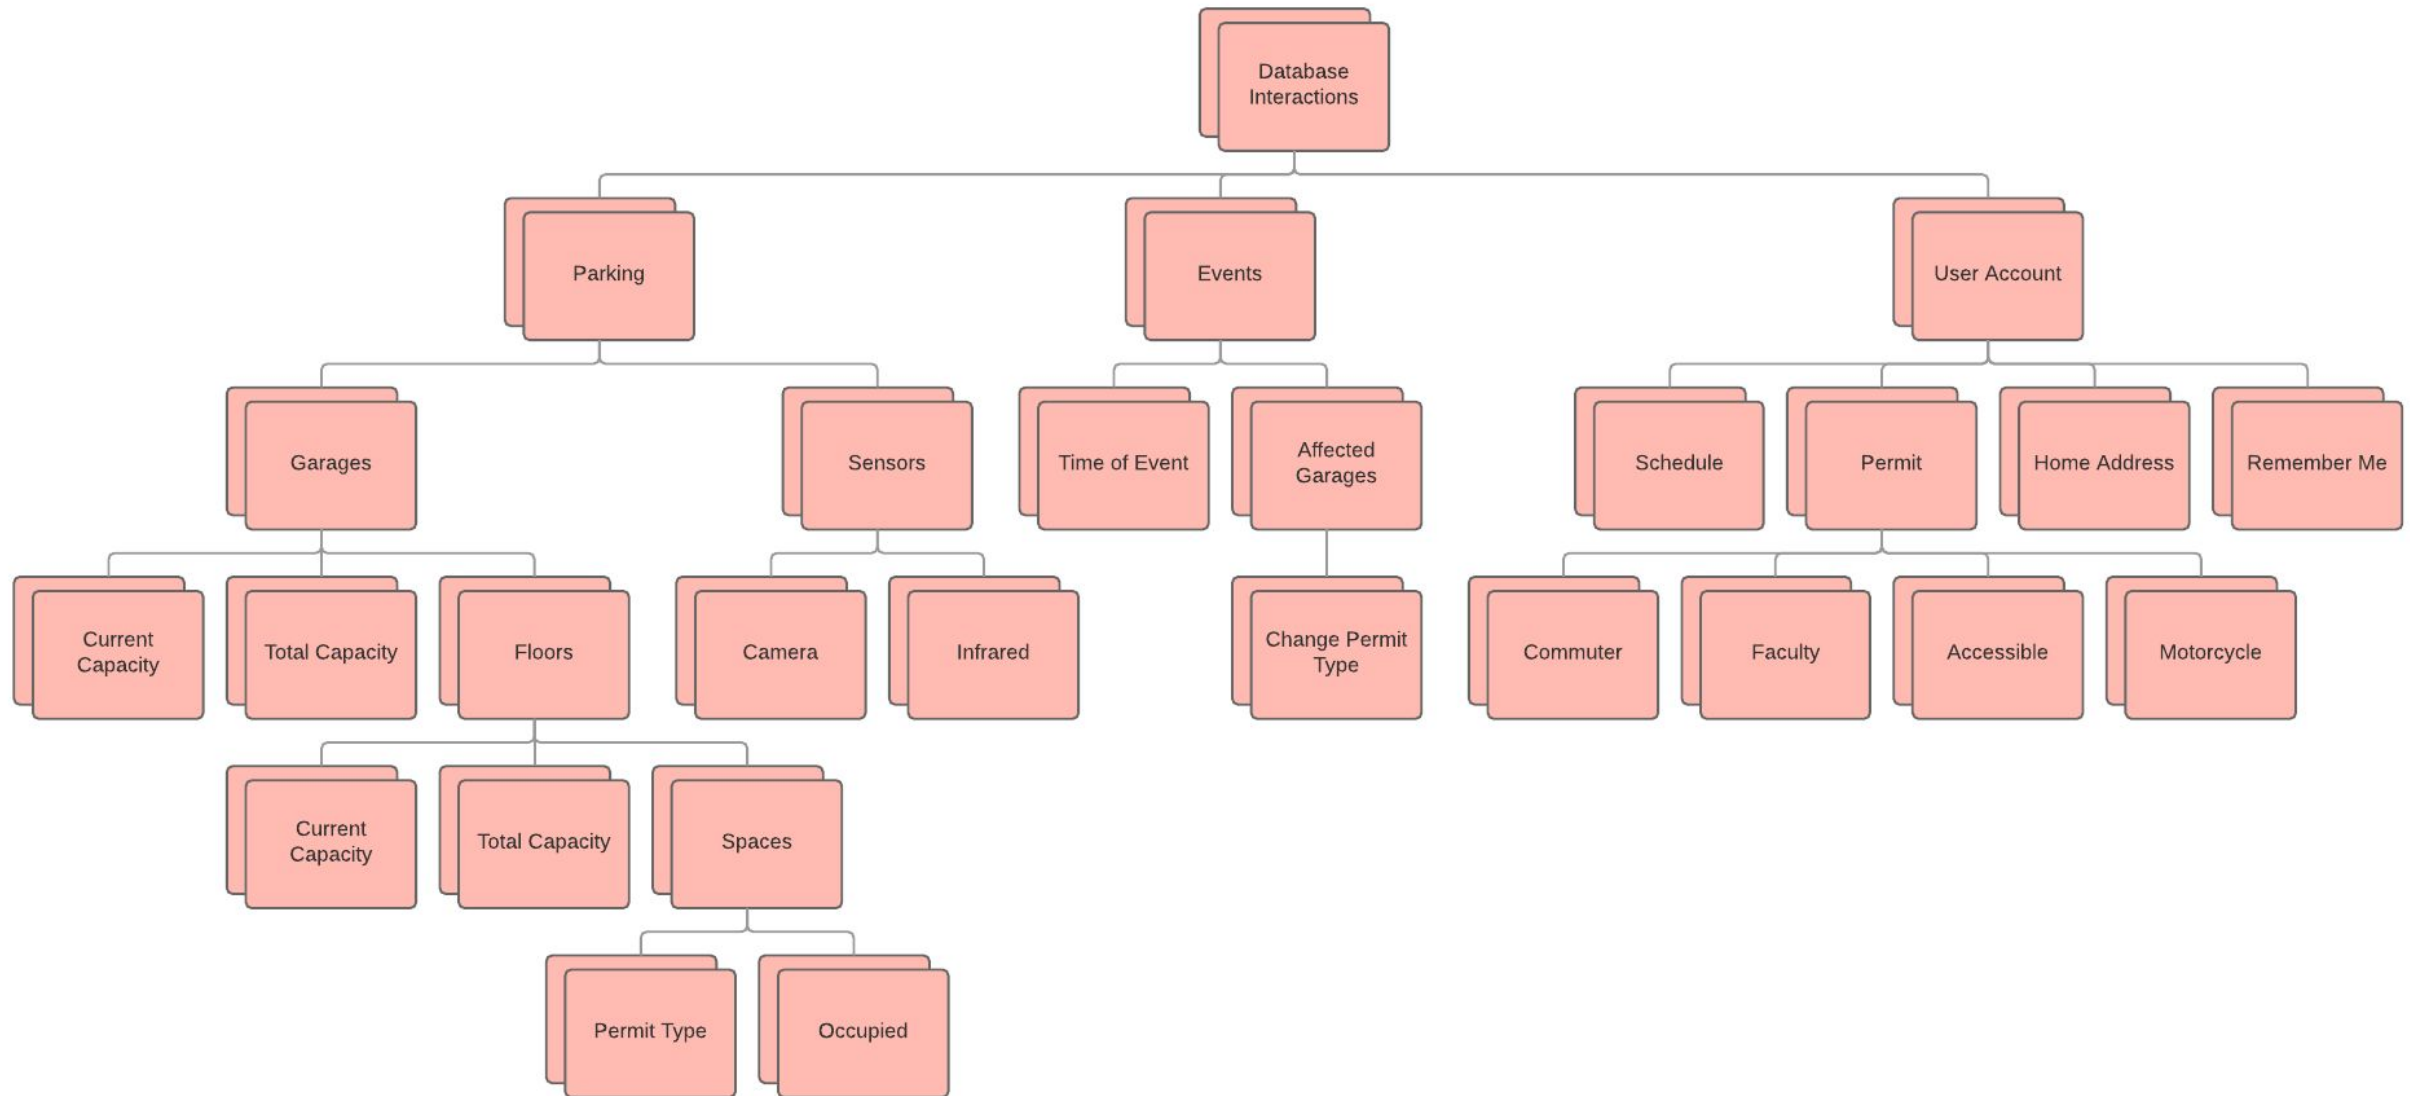 Database
Interactions
Parking
Events
User Account
Garages
Sensors
Time of Event
Affected
Garages
Schedule
Permit
Home Address
Remember Me
Current
Capacity
Total Capacity
Floors
Camera
Infrared
Change Permit
Type
Commuter
Faculty
Accessible
Motorcycle
Current
Capacity
Total Capacity
Spaces
Permit Type
Occupied